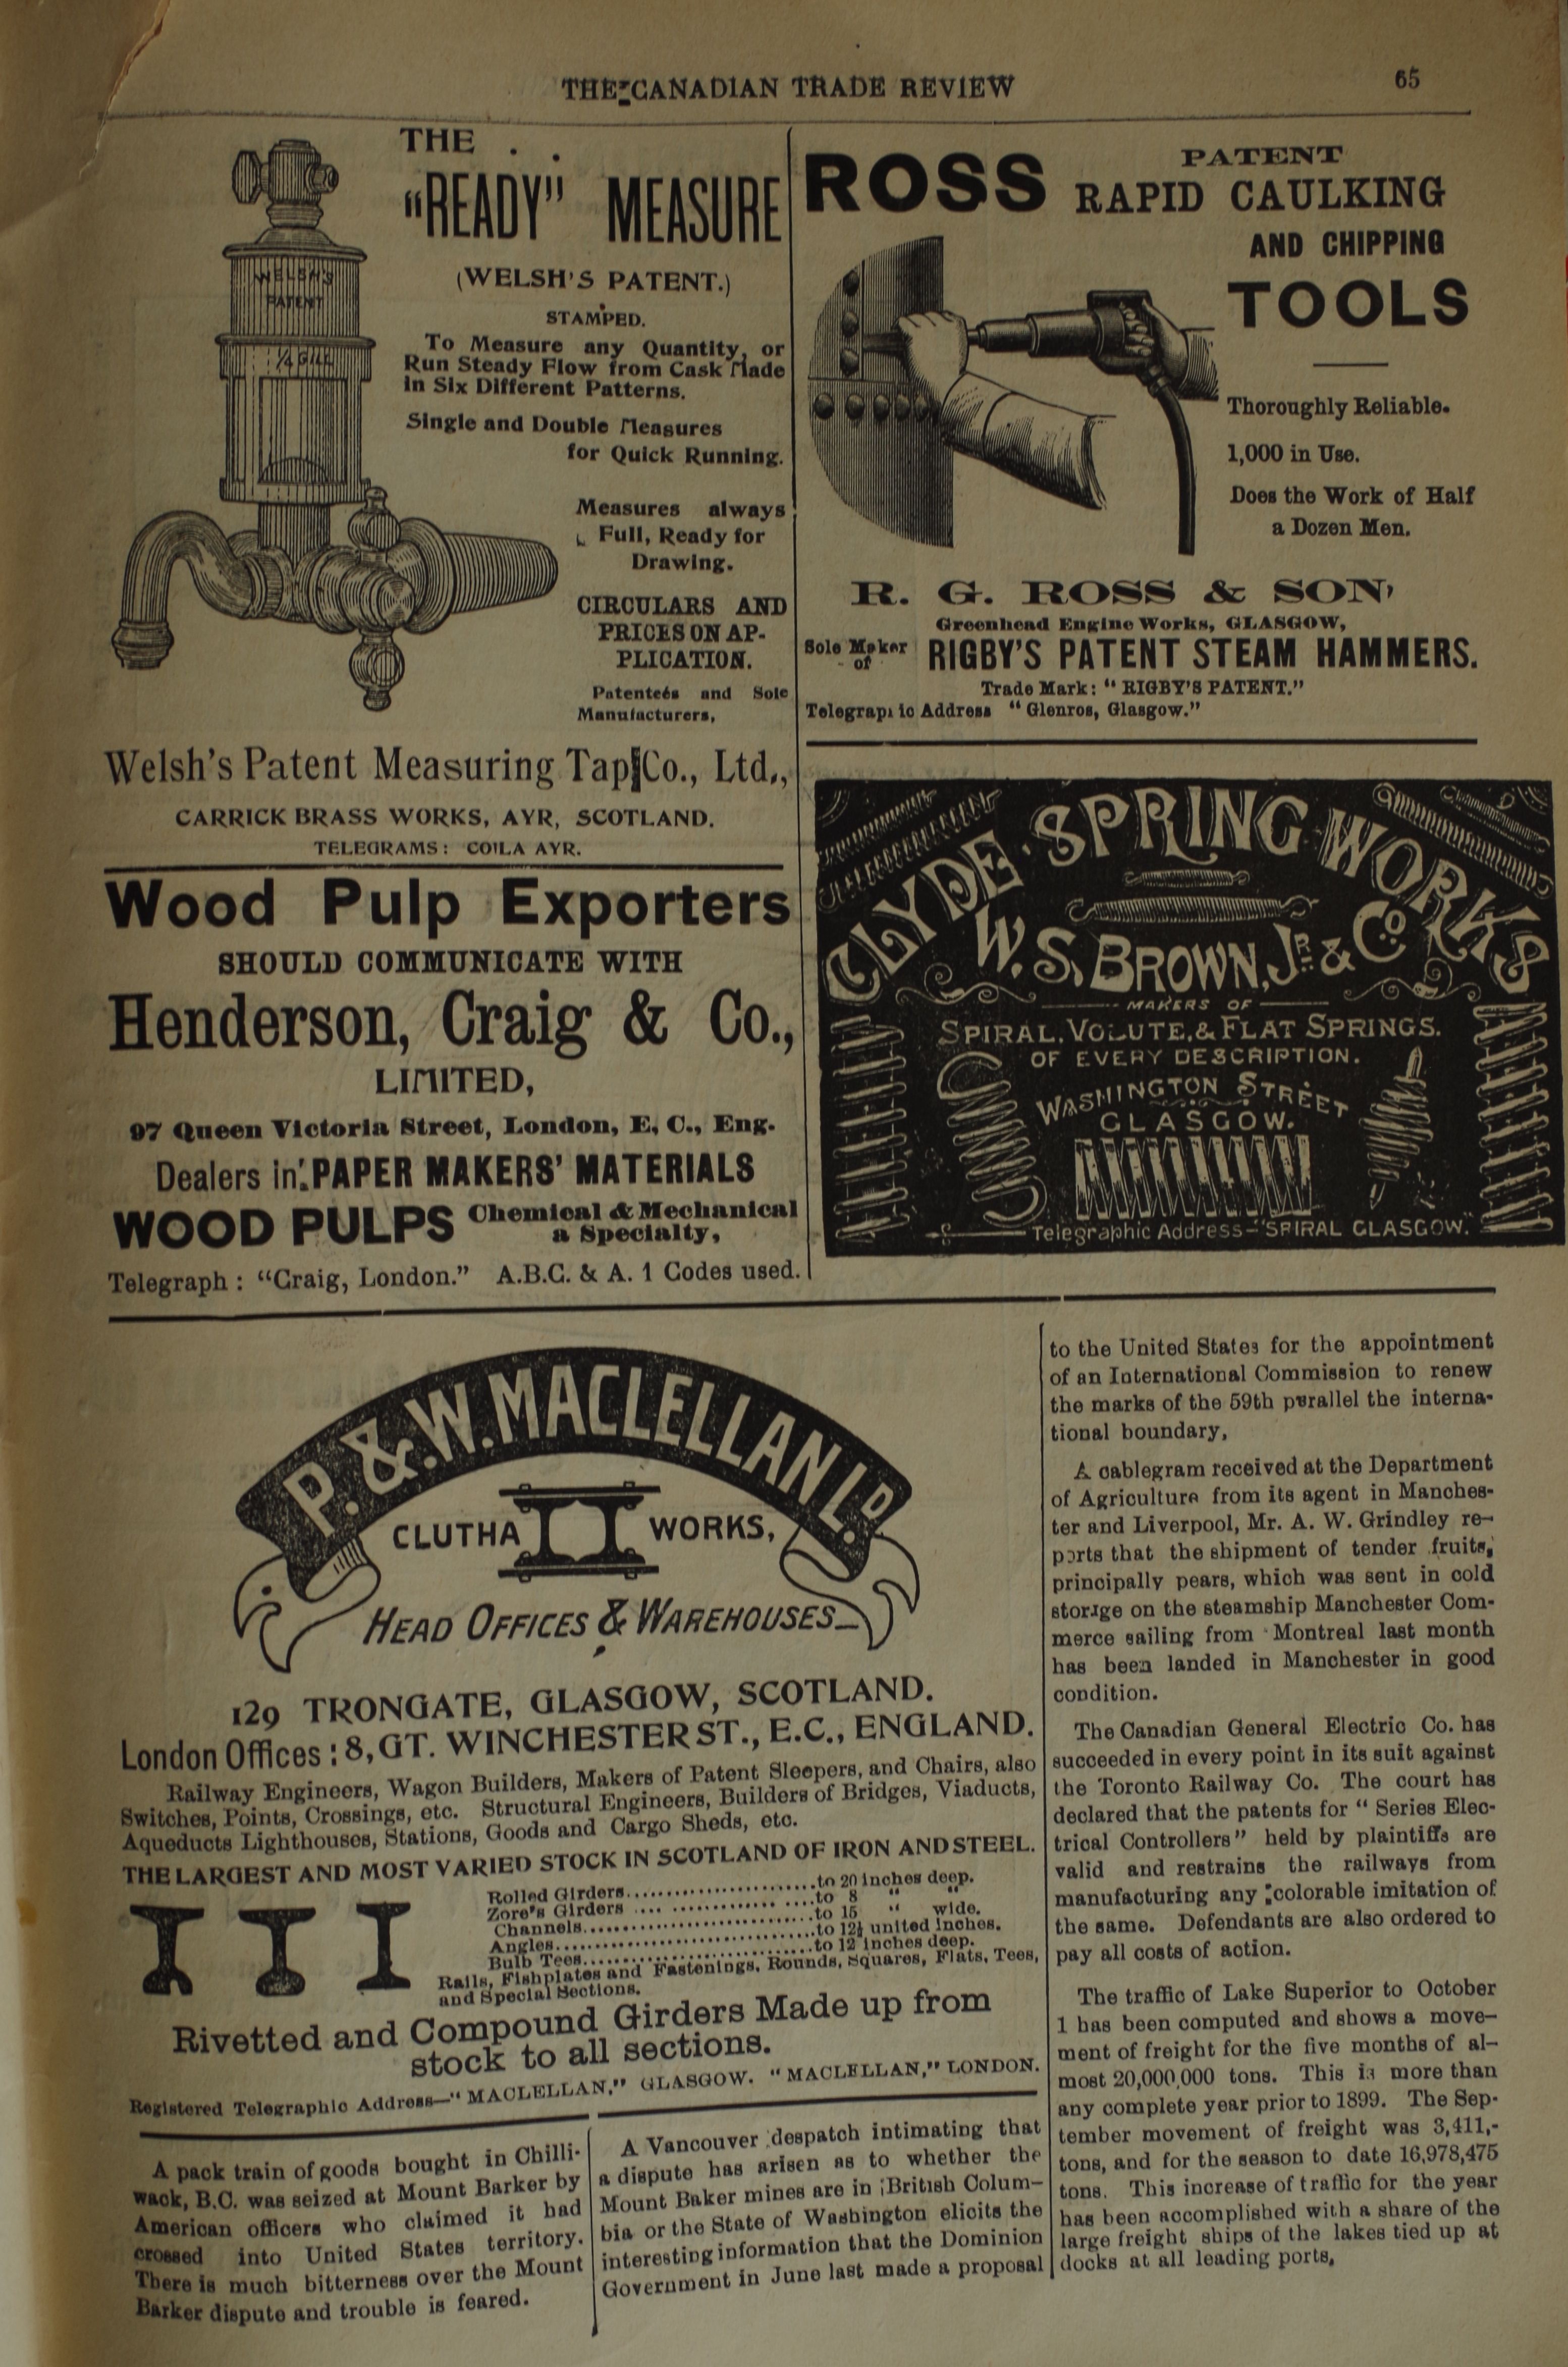 THE CANADIAN TRADE REVIEW
65
THE . .
"READY" MEASURE
(WELSH'S PATENT.)
STAMPED.
To Measure any Quantity, or
Run Steady Flow from Cask Made
in Six Different Patterns.
Single and Double Measures
for Quick Running.
Measures always
Full, Ready for
Drawing.
CIRCULARS AND
PRICES ON AP-
PLICATION.
Patentees and Sole
Manufacturers,
WELSH'S
PATENT
1/4 GILL
Welsh's Patent Measuring Tap Co., Ltd.,
CARRICK BRASS WORKS, AYR, SCOTLAND.
TELEGRAMS: COILA AYR.
Wood Pulp Exporters
SHOULD COMMUNICATE WITH
Henderson, Craig & Co.,
LIMITED,
97 Queen Victoria Street, London, E. C., Eng.
Dealers in PAPER MAKERS' MATERIALS
WOOD PULPS Chemical & Mechanical
a Specialty,
Telegraph : "Craig, London." A.B.C. & A. 1 Codes used.
ROSS PATENT
RAPID CAULKING
AND CHIPPING
TOOLS
Thoroughly Reliable.
1,000 in Use.
Does the Work of Half
a Dozen Men.
R. G. ROSS & SON,
Greenhead Engine Works, GLASGOW,
Sole Maker of RIGBY'S PATENT STEAM HAMMERS.
Trade Mark: "RIGBY'S PATENT."
Telegraphic Address "Glenros, Glasgow."
CLYDE SPRING WORKS
W. S. BROWN, JR. & CO
MAKERS OF
SPIRAL, VOLUTE, & FLAT SPRINGS.
OF EVERY DESCRIPTION.
WASHINGTON STREET
GLASGOW.
Telegraphic Address-"SPIRAL GLASGOW."
P. & W. MACLELLAN LD.
CLUTHA WORKS,
HEAD OFFICES & WAREHOUSES—
129 TRONGATE, GLASGOW, SCOTLAND.
London Offices : 8, GT. WINCHESTER ST., E.C., ENGLAND.
Railway Engineers, Wagon Builders, Makers of Patent Sleepers, and Chairs, also
Switches, Points, Crossings, etc. Structural Engineers, Builders of Bridges, Viaducts,
Aqueducts Lighthouses, Stations, Goods and Cargo Sheds, etc.
THE LARGEST AND MOST VARIED STOCK IN SCOTLAND OF IRON AND STEEL.
Rolled Girders..........to 20 inches deep.
Zore's Girders..........to 8 " "
Channels..........to 15 " wide.
Angles..........to 12½ united inches.
Bulb Tees..........to 12 inches deep.
Rails, Fishplates and Fastenings. Rounds, Squares, Flats, Tees,
and Special Sections.
Rivetted and Compound Girders Made up from
stock to all sections.
Registered Telegraphic Address—"MACLELLAN," GLASGOW. "MACLELLAN," LONDON.
A pack train of goods bought in Chilli-
wack, B.C. was seized at Mount Barker by
American officers who claimed it had
crossed into United States territory.
There is much bitterness over the Mount
Barker dispute and trouble is feared.
A Vancouver despatch intimating that
a dispute has arisen as to whether the
Mount Baker mines are in British Colum-
bia or the State of Washington elicits the
interesting information that the Dominion
Government in June last made a proposal
to the United States for the appointment
of an International Commission to renew
the marks of the 59th parallel the interna-
tional boundary,
A cablegram received at the Department
of Agriculture from its agent in Manches-
ter and Liverpool, Mr. A. W. Grindley re-
ports that the shipment of tender fruits,
principally pears, which was sent in cold
storage on the steamship Manchester Com-
merce sailing from Montreal last month
has been landed in Manchester in good
condition.
The Canadian General Electric Co. has
succeeded in every point in its suit against
the Toronto Railway Co. The court has
declared that the patents for "Series Elec-
trical Controllers" held by plaintiffs are
valid and restrains the railways from
manufacturing any colorable imitation of
the same. Defendants are also ordered to
pay all costs of action.
The traffic of Lake Superior to October
1 has been computed and shows a move-
ment of freight for the five months of al-
most 20,000,000 tons. This is more than
any complete year prior to 1899. The Sep-
tember movement of freight was 3,411,-
tons, and for the season to date 16,978,475
tons. This increase of traffic for the year
has been accomplished with a share of the
large freight ships of the lakes tied up at
docks at all leading ports,